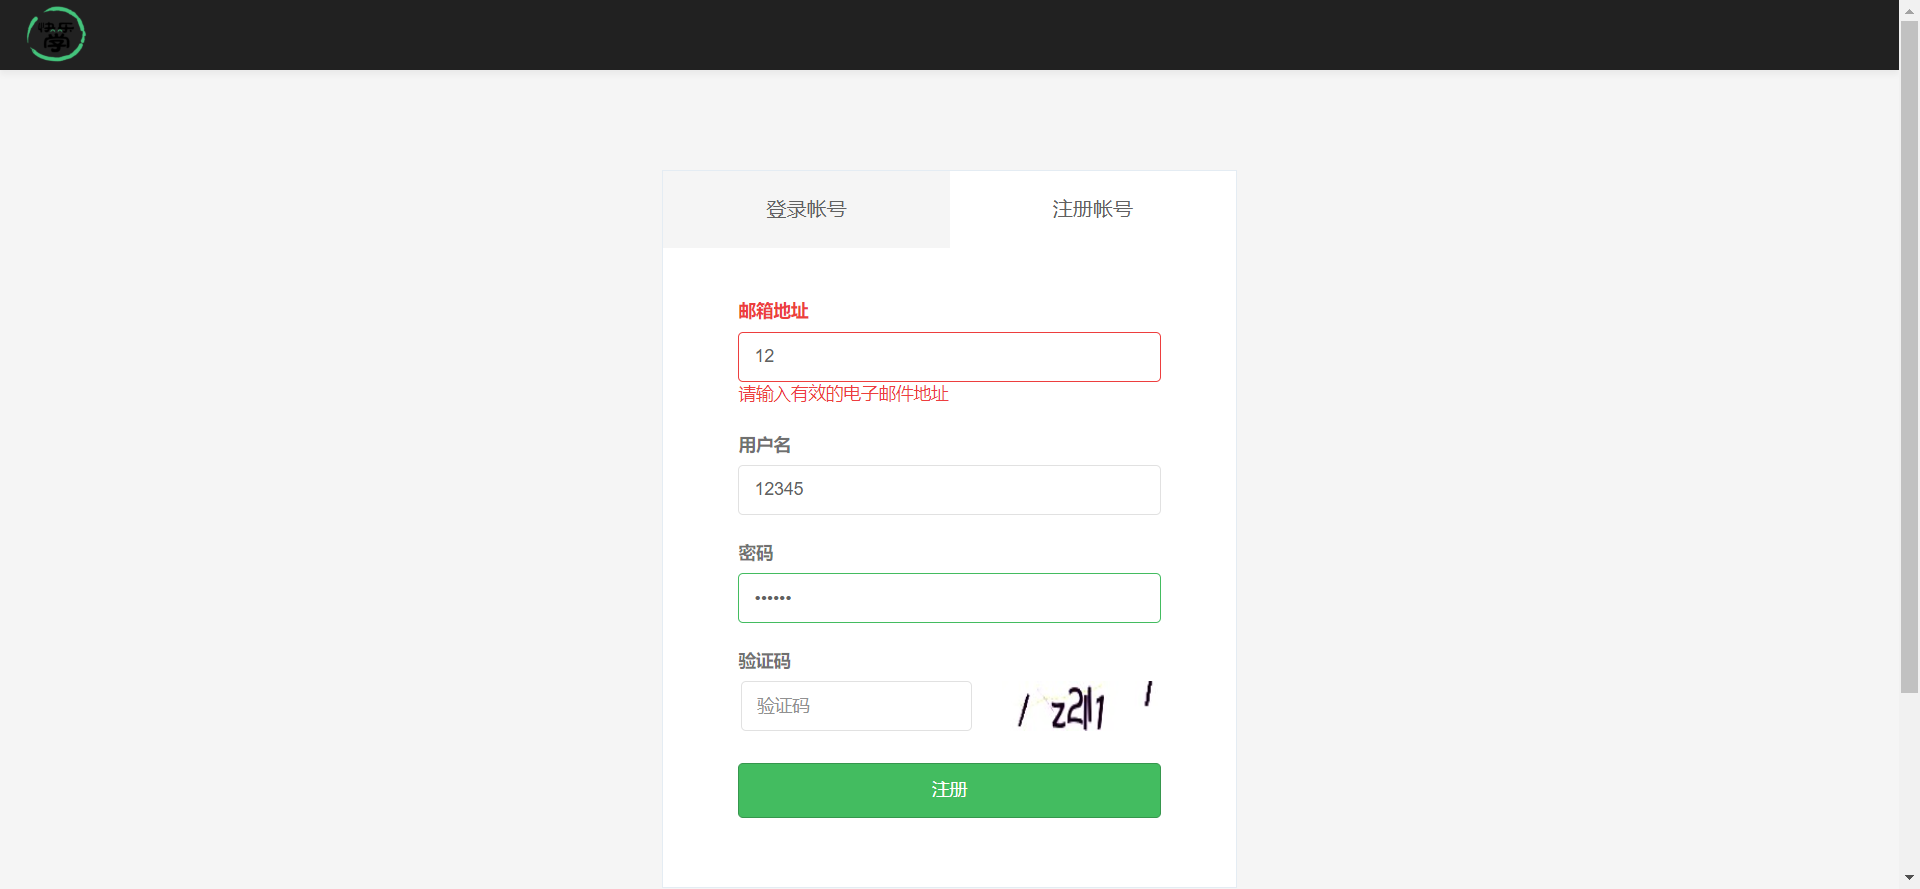 快乐
學
登录帐号
注册帐号
邮箱地址
12
请输入有效的电子邮件地址
用户名
12345
密码
••••••
验证码
验证码
注册